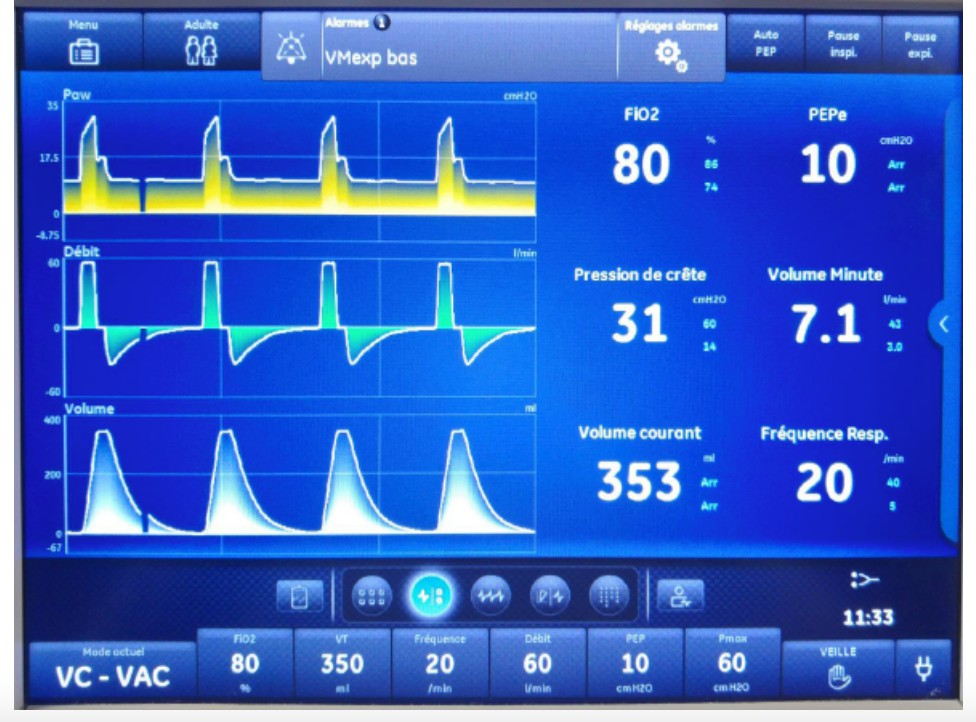 Menu
Adulte
Alarmes 1
VMexp bas
Réglages alarmes
Auto
PEP
Pause
inspi.
Pause
expi.
Paw
cmH2O
35
17.5
0
-8.75
Débit
l/min
60
0
-60
Volume
ml
400
200
0
-67
FiO2
80
%
86
74
PEPe
10
cmH2O
Arr
Arr
Pression de crête
31
cmH2O
60
14
Volume Minute
7.1
l/min
43
3.0
Volume courant
353
ml
Arr
Arr
Fréquence Resp.
20
/min
40
5
11:33
Mode actuel
VC - VAC
FiO2
80
%
VT
350
ml
Fréquence
20
/min
Débit
60
l/min
PEP
10
cmH2O
Pmax
60
cmH2O
VEILLE